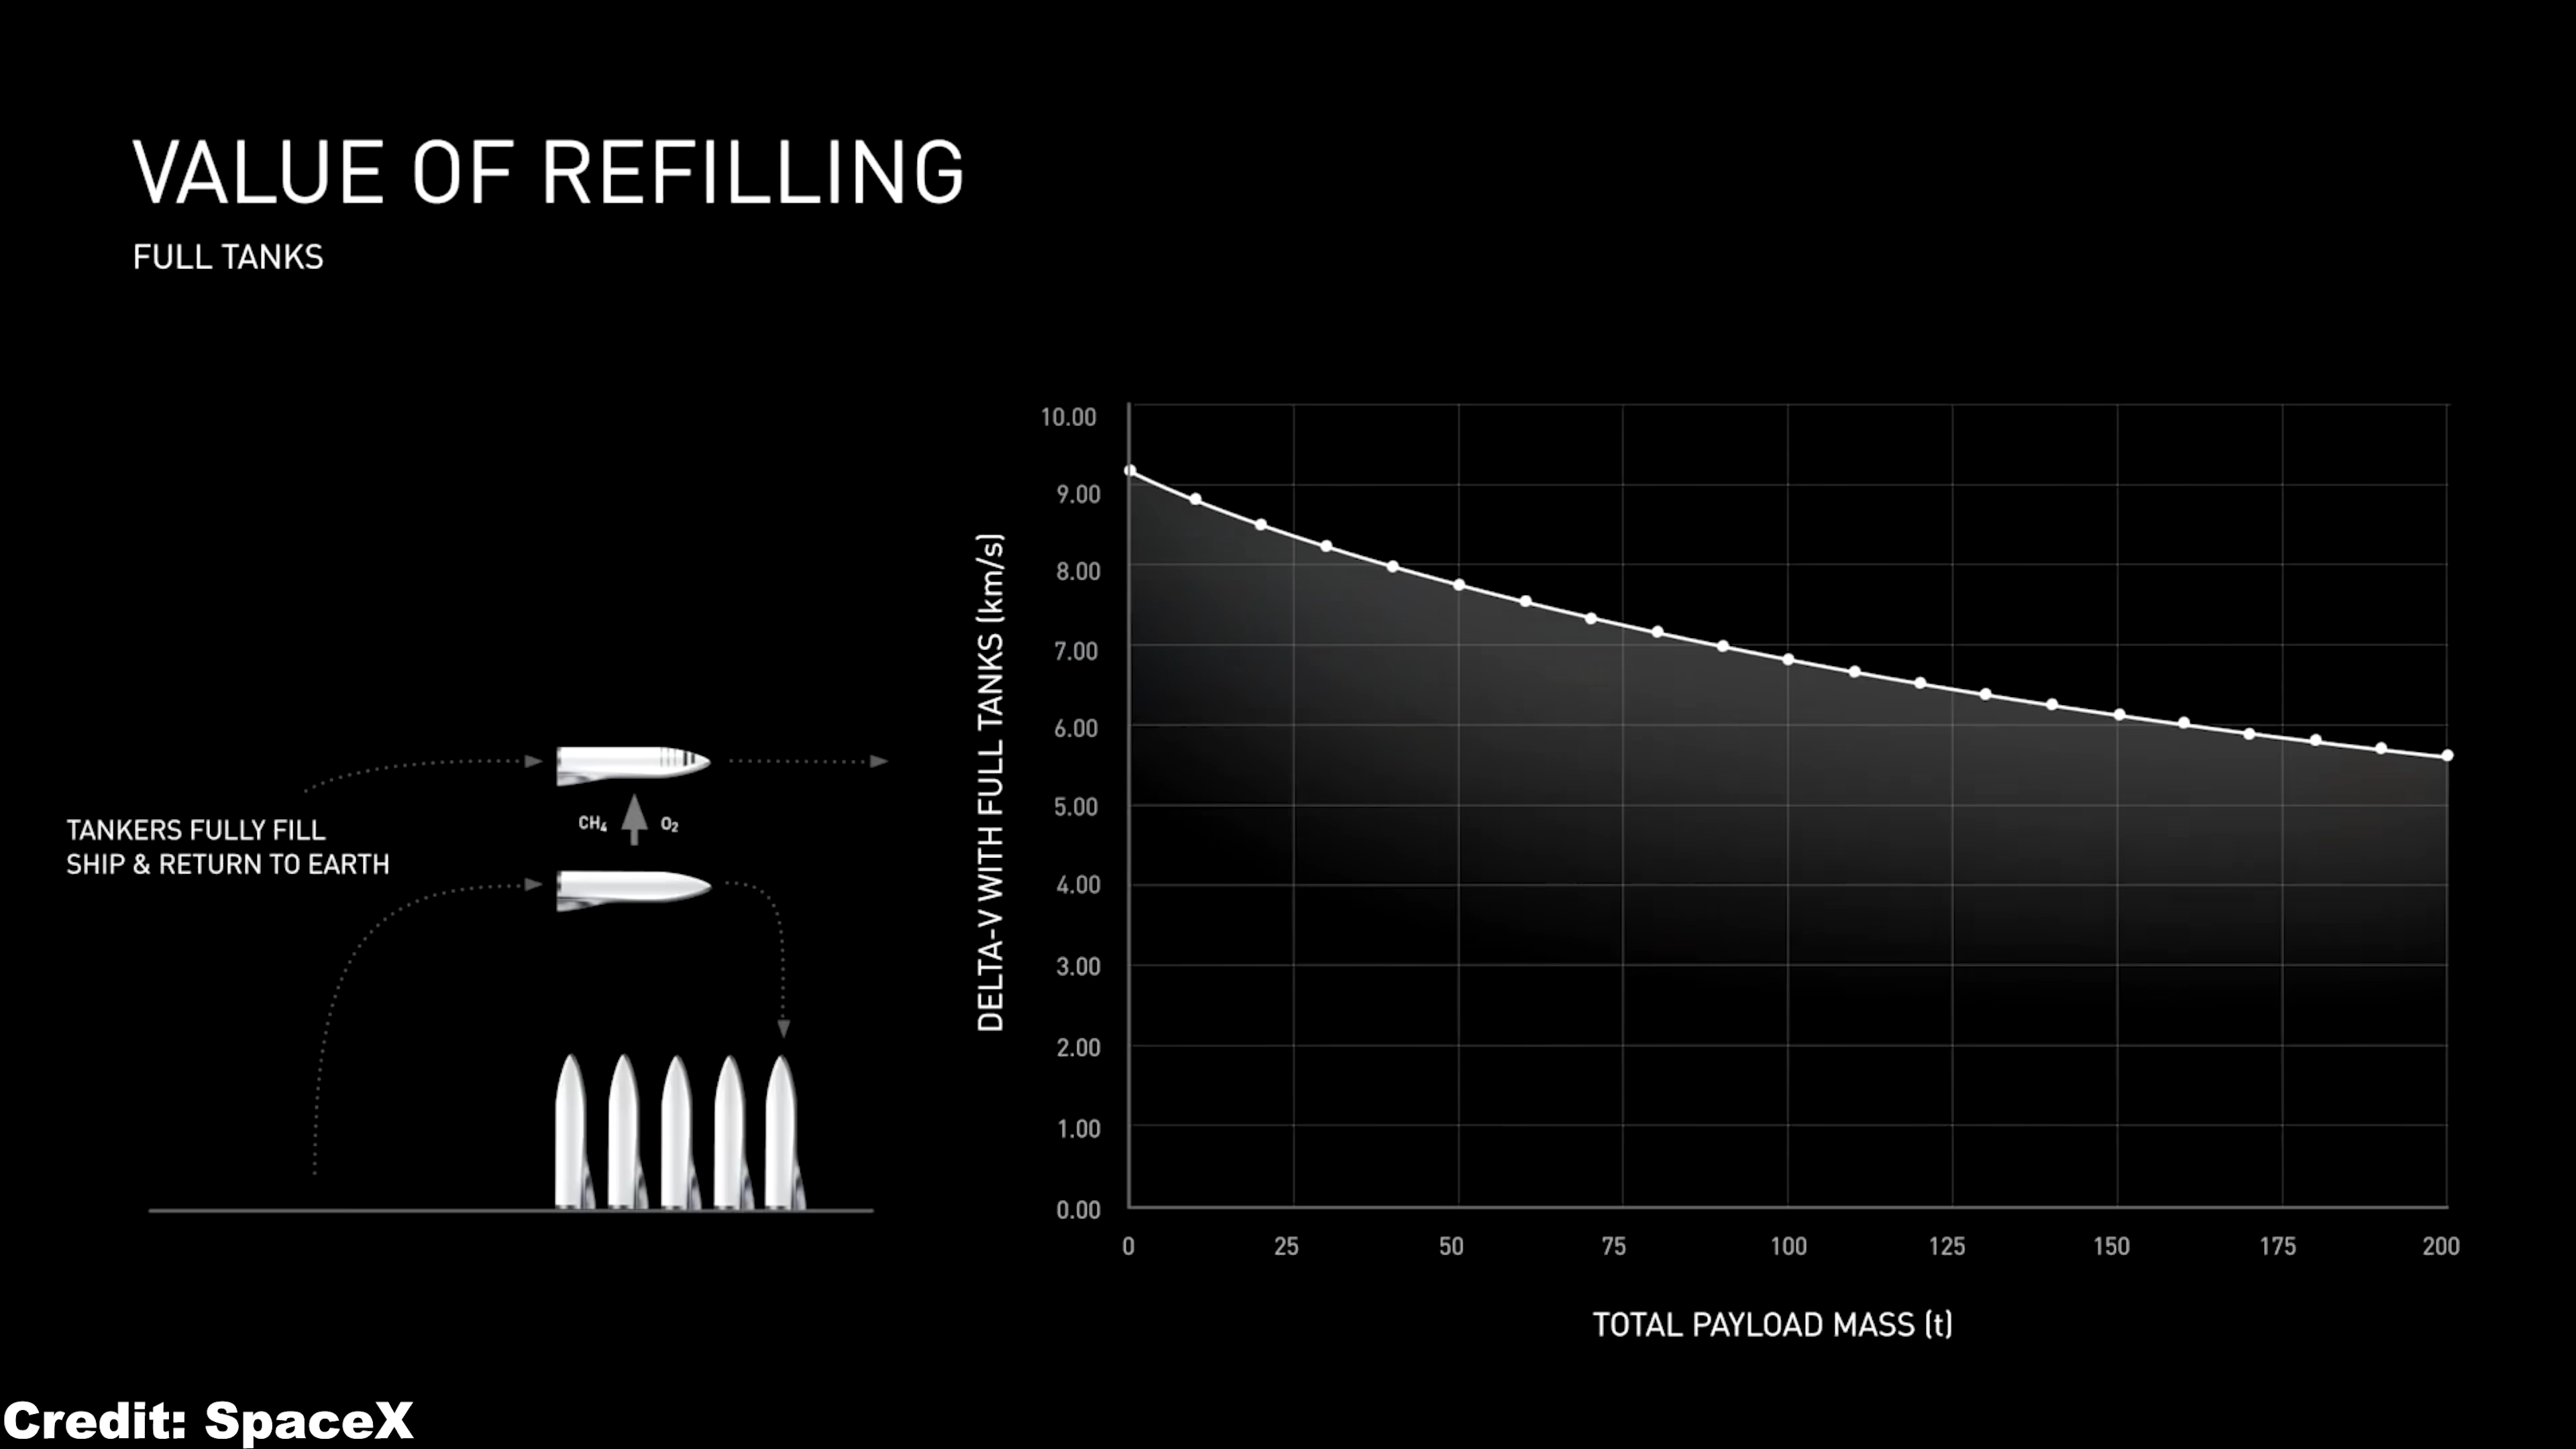 VALUE OF REFILLING
FULL TANKS
TANKERS FULLY FILL
SHIP & RETURN TO EARTH
CH₄
O₂
DELTA-V WITH FULL TANKS (km/s)
10.00
9.00
8.00
7.00
6.00
5.00
4.00
3.00
2.00
1.00
0.00
0 25 50 75 100 125 150 175 200
TOTAL PAYLOAD MASS (t)
Credit: SpaceX